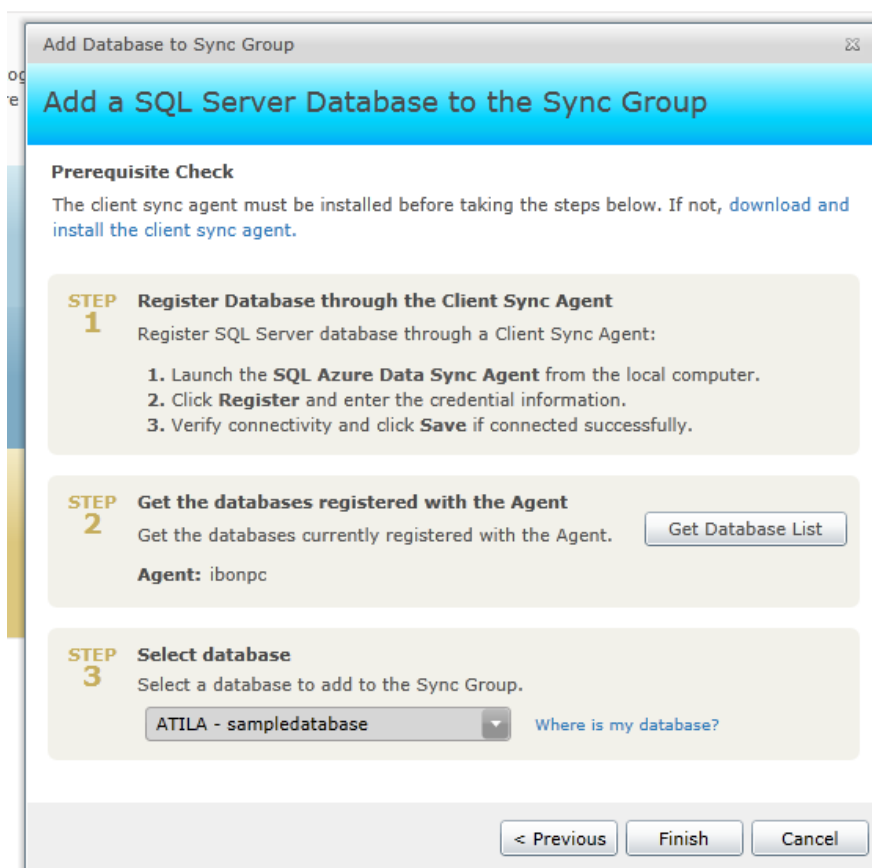 Add Database to Sync Group
Add a SQL Server Database to the Sync Group
Prerequisite Check
The client sync agent must be installed before taking the steps below. If not, download and
install the client sync agent.
STEP
1
Register Database through the Client Sync Agent
Register SQL Server database through a Client Sync Agent:
1. Launch the SQL Azure Data Sync Agent from the local computer.
2. Click Register and enter the credential information.
3. Verify connectivity and click Save if connected successfully.
STEP
2
Get the databases registered with the Agent
Get the databases currently registered with the Agent.
Get Database List
Agent: ibonpc
STEP
3
Select database
Select a database to add to the Sync Group.
ATILA - sampledatabase
Where is my database?
< Previous
Finish
Cancel